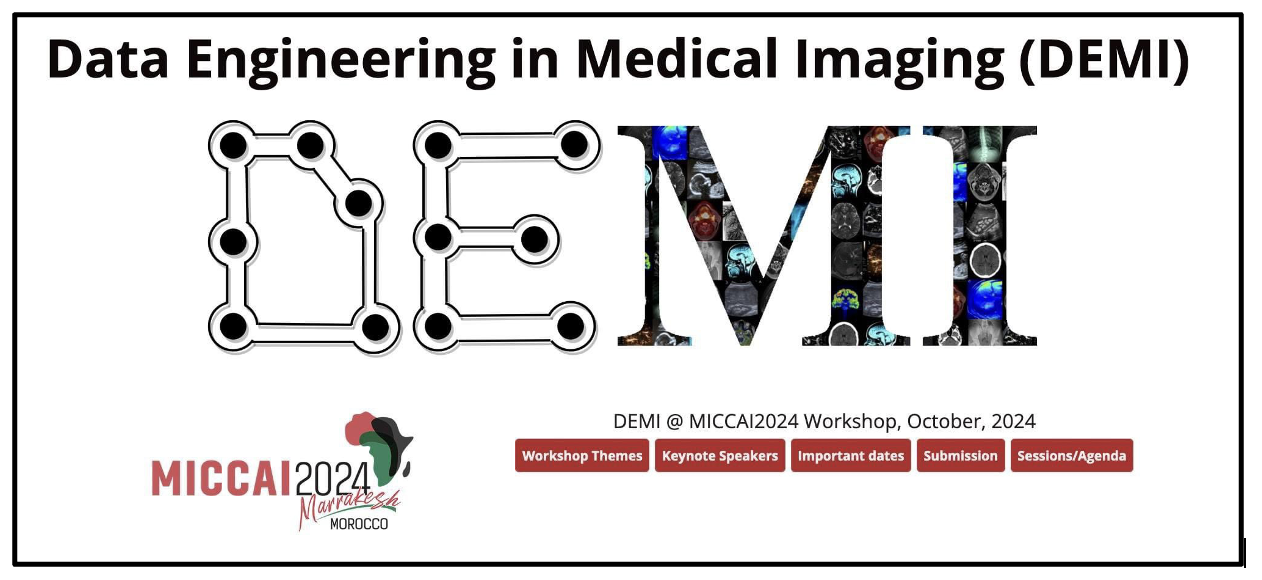 Data Engineering in Medical Imaging (DEMI)
DEMI
DEMI @ MICCAI2024 Workshop, October, 2024
Workshop Themes Keynote Speakers Important dates Submission Sessions/Agenda
MICCAI2024
Marrakesh
MOROCCO